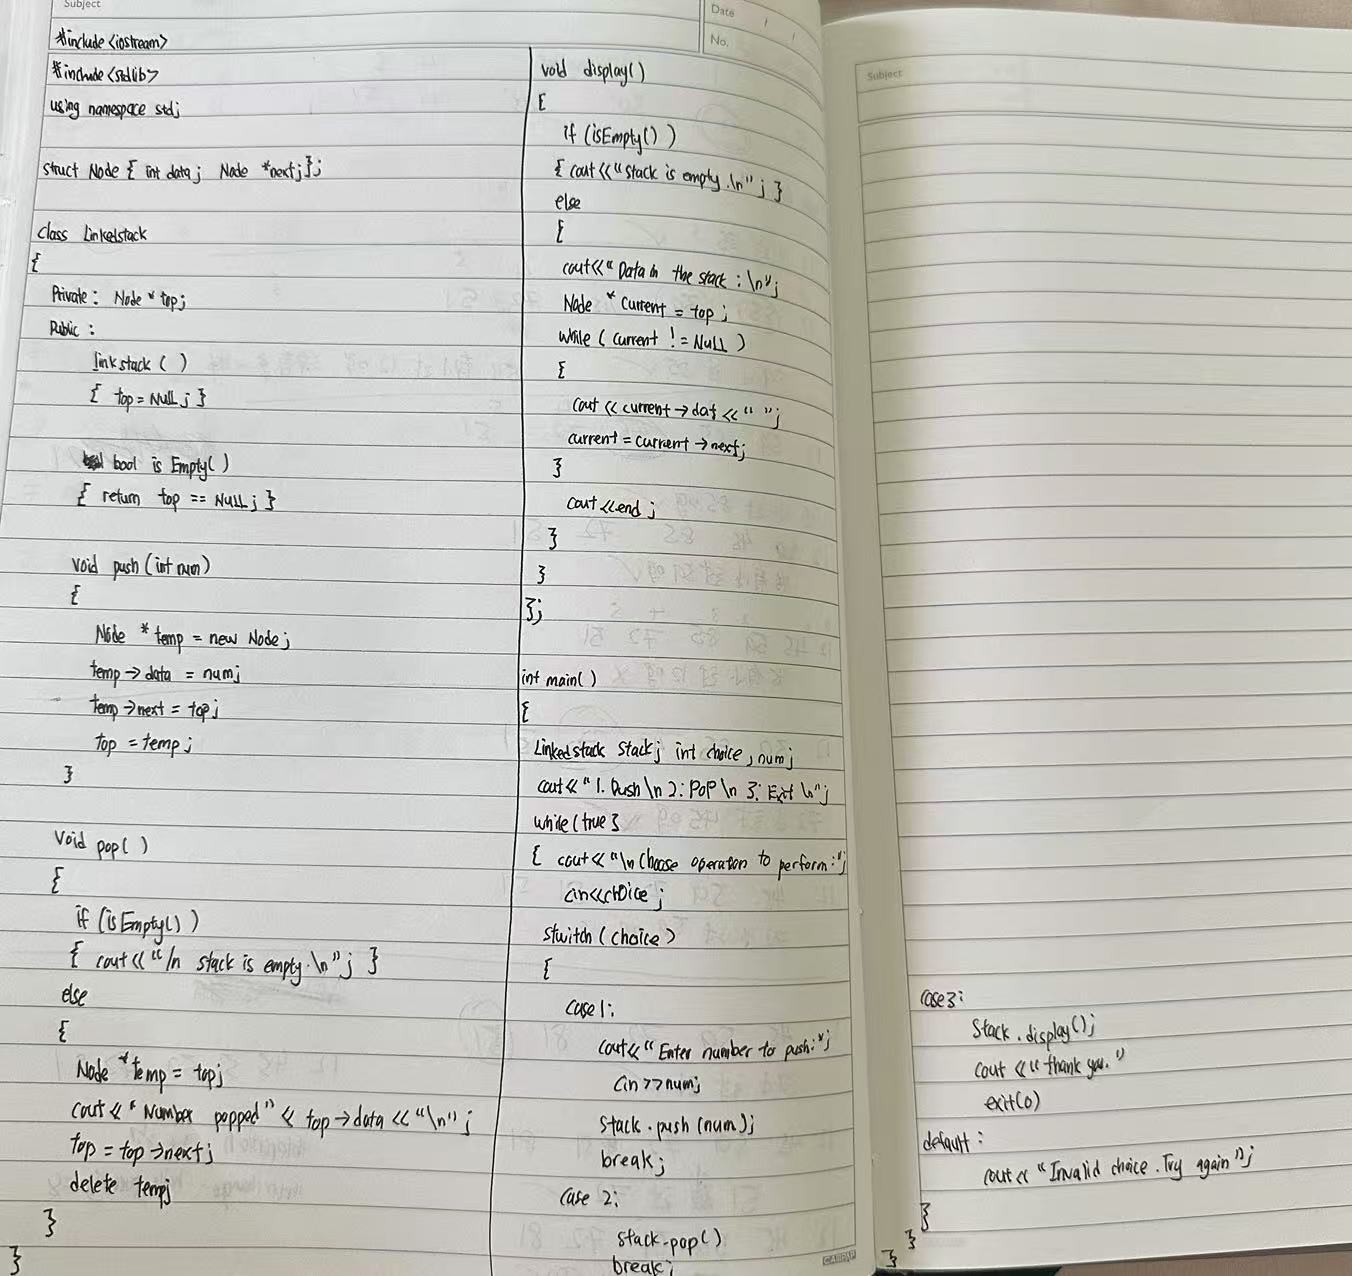 Subject
Date
No.
#include <iostream>
#include <stdlib>
using namespace std;
struct Node { int data; Node *next; };
class Linkedstack
{
Private: Node * top;
Public:
linkstack ( )
{ top = NULL; }
bool is Empty( )
{ return top == NULL; }
void push (int num)
{
Node * temp = new Node;
temp → data = num;
temp → next = top;
top = temp;
}
Void pop( )
{
if (isEmpty())
{ cout << "/n stack is empty.\n"; }
else
{
Node *temp = top;
cout << "Number popped" << top → data << "\n";
top = top → next;
delete temp;
}
}
void display()
{
if (isEmpty() )
{ cout << "stack is empty.\n"; }
else
{
cout << "Data in the stack : \n";
Node * current = top;
while ( current != NULL )
{
cout << current → dat << " ";
current = current → next;
}
cout << end;
}
}
};
int main()
{
Linkedstack stack; int choice, num;
cout << "1. Push \n 2: Pop \n 3: Exit \n";
while (true }
{ cout << "\n Choose operation to perform:";
cin << choice;
switch ( choice )
{
case 1:
cout << "Enter number to push:";
cin >> num;
stack.push (num);
break;
case 2:
stack.pop()
break;
Subject
case 3:
Stack.display();
cout << "thank you."
exit(0)
default:
cout << "Invalid choice. Try again";
}
}
}